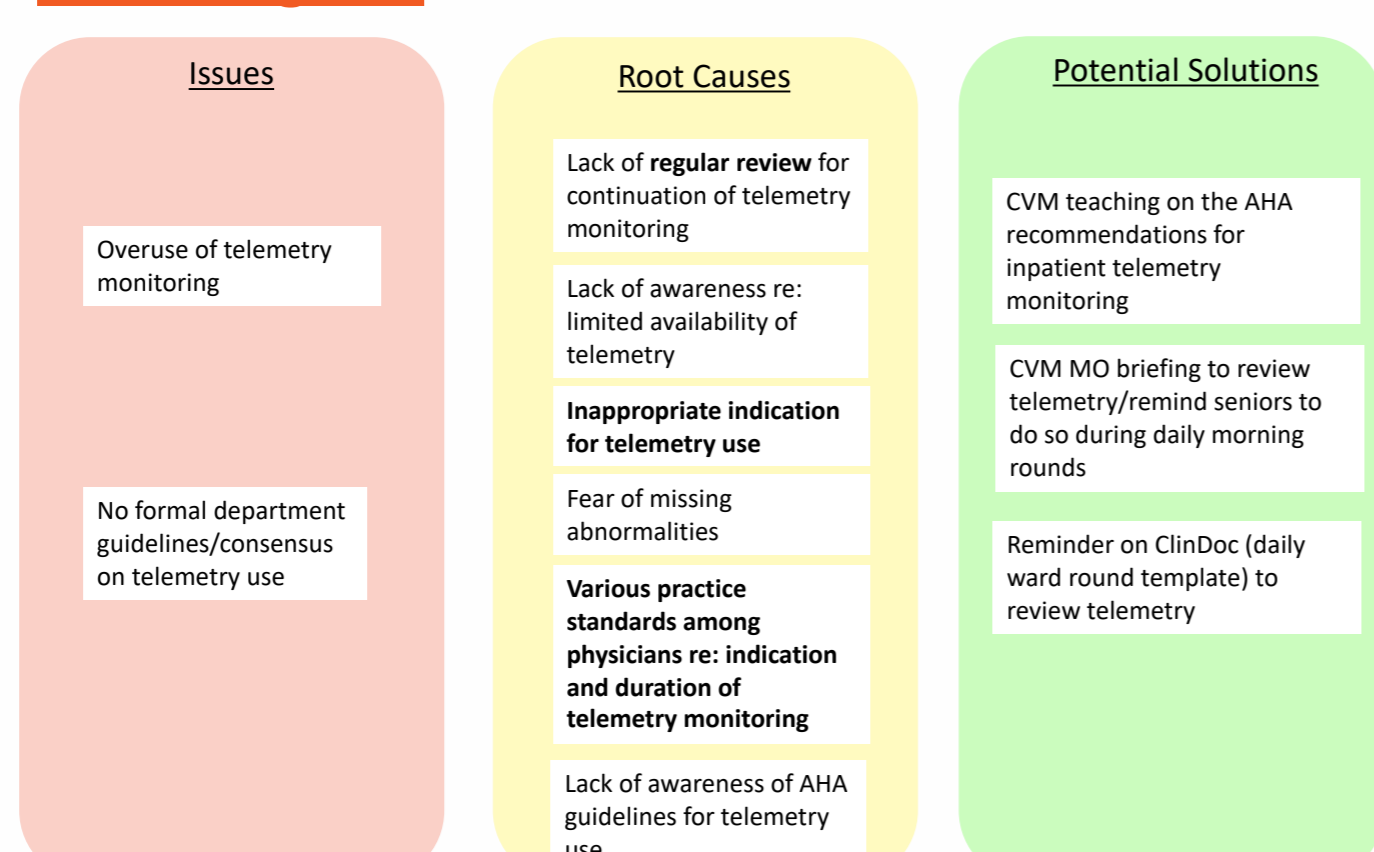 Issues
Overuse of telemetry
monitoring
No formal department
guidelines/consensus
on telemetry use
Root Causes
Lack of regular review for
continuation of telemetry
monitoring
Lack of awareness re:
limited availability of
telemetry
Inappropriate indication
for telemetry use
Fear of missing
abnormalities
Various practice
standards among
physicians re: indication
and duration of
telemetry monitoring
Lack of awareness of AHA
guidelines for telemetry
use
Potential Solutions
CVM teaching on the AHA
recommendations for
inpatient telemetry
monitoring
CVM MO briefing to review
telemetry/remind seniors to
do so during daily morning
rounds
Reminder on ClinDoc (daily
ward round template) to
review telemetry